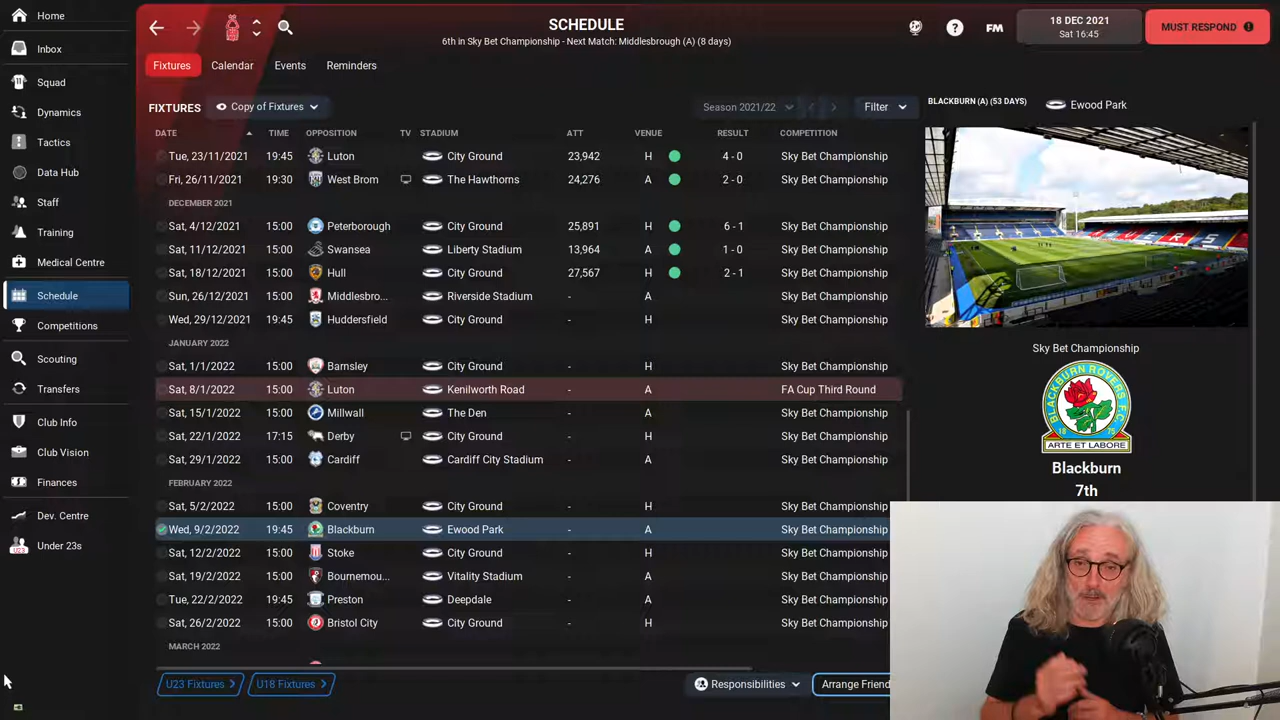 Home
Inbox
Squad
Dynamics
Tactics
Data Hub
Staff
Training
Medical Centre
Schedule
Competitions
Scouting
Transfers
Club Info
Club Vision
Finances
Dev. Centre
Under 23s
SCHEDULE
6th in Sky Bet Championship - Next Match: Middlesbrough (A) (8 days)
FM
18 DEC 2021
Sat 16:45
MUST RESPOND
Fixtures Calendar Events Reminders
FIXTURES Copy of Fixtures Season 2021/22 Filter
DATE TIME OPPOSITION TV STADIUM ATT VENUE RESULT COMPETITION
Tue, 23/11/2021 19:45 Luton City Ground 23,942 H 4 - 0 Sky Bet Championship
Fri, 26/11/2021 19:30 West Brom The Hawthorns 24,276 A 2 - 0 Sky Bet Championship
DECEMBER 2021
Sat, 4/12/2021 15:00 Peterborough City Ground 25,891 H 6 - 1 Sky Bet Championship
Sat, 11/12/2021 15:00 Swansea Liberty Stadium 13,964 A 1 - 0 Sky Bet Championship
Sat, 18/12/2021 15:00 Hull City Ground 27,567 H 2 - 1 Sky Bet Championship
Sun, 26/12/2021 15:00 Middlesbro... Riverside Stadium - A Sky Bet Championship
Wed, 29/12/2021 19:45 Huddersfield City Ground - H Sky Bet Championship
JANUARY 2022
Sat, 1/1/2022 15:00 Barnsley City Ground - H Sky Bet Championship
Sat, 8/1/2022 15:00 Luton Kenilworth Road - A FA Cup Third Round
Sat, 15/1/2022 15:00 Millwall The Den - A Sky Bet Championship
Sat, 22/1/2022 17:15 Derby City Ground - H Sky Bet Championship
Sat, 29/1/2022 15:00 Cardiff Cardiff City Stadium - A Sky Bet Championship
FEBRUARY 2022
Sat, 5/2/2022 15:00 Coventry City Ground - H Sky Bet Championship
Wed, 9/2/2022 19:45 Blackburn Ewood Park - A Sky Bet Championship
Sat, 12/2/2022 15:00 Stoke City Ground - H Sky Bet Championship
Sat, 19/2/2022 15:00 Bournemou... Vitality Stadium - A Sky Bet Championship
Tue, 22/2/2022 19:45 Preston Deepdale - A Sky Bet Championship
Sat, 26/2/2022 15:00 Bristol City City Ground - H Sky Bet Championship
MARCH 2022
U23 Fixtures U18 Fixtures Responsibilities Arrange Friend
BLACKBURN (A) (53 DAYS) Ewood Park
Sky Bet Championship
BLACKBURN ROVERS F.C.
18 75
ARTE ET LABORE
Blackburn
7th